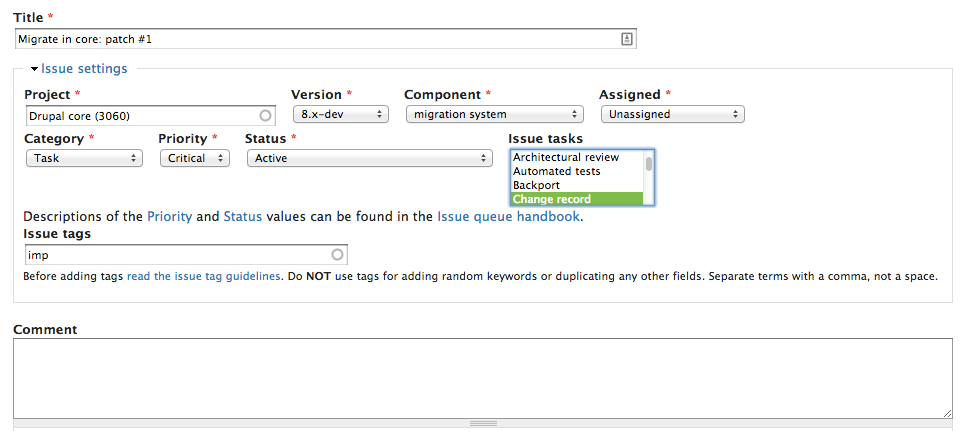 Title *
Migrate in core: patch #1
Issue settings
Project * Version * Component * Assigned *
Drupal core (3060) 8.x-dev migration system Unassigned
Category * Priority * Status * Issue tasks
Task Critical Active Architectural review
Automated tests
Backport
Change record
Descriptions of the Priority and Status values can be found in the Issue queue handbook.
Issue tags
imp
Before adding tags read the issue tag guidelines. Do NOT use tags for adding random keywords or duplicating any other fields. Separate terms with a comma, not a space.
Comment